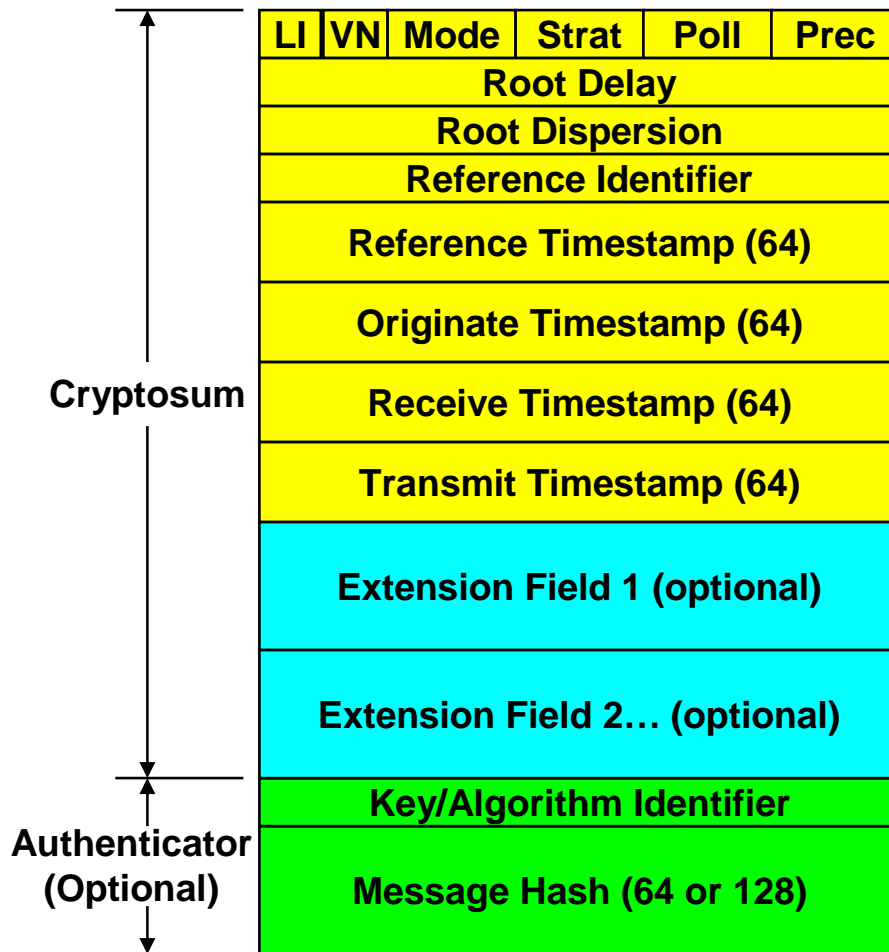 LI VN Mode Strat Poll Prec
Root Delay
Root Dispersion
Reference Identifier
Reference Timestamp (64)
Originate Timestamp (64)
Cryptosum
Receive Timestamp (64)
Transmit Timestamp (64)
Extension Field 1 (optional)
Extension Field 2… (optional)
Key/Algorithm Identifier
Authenticator
(Optional)
Message Hash (64 or 128)